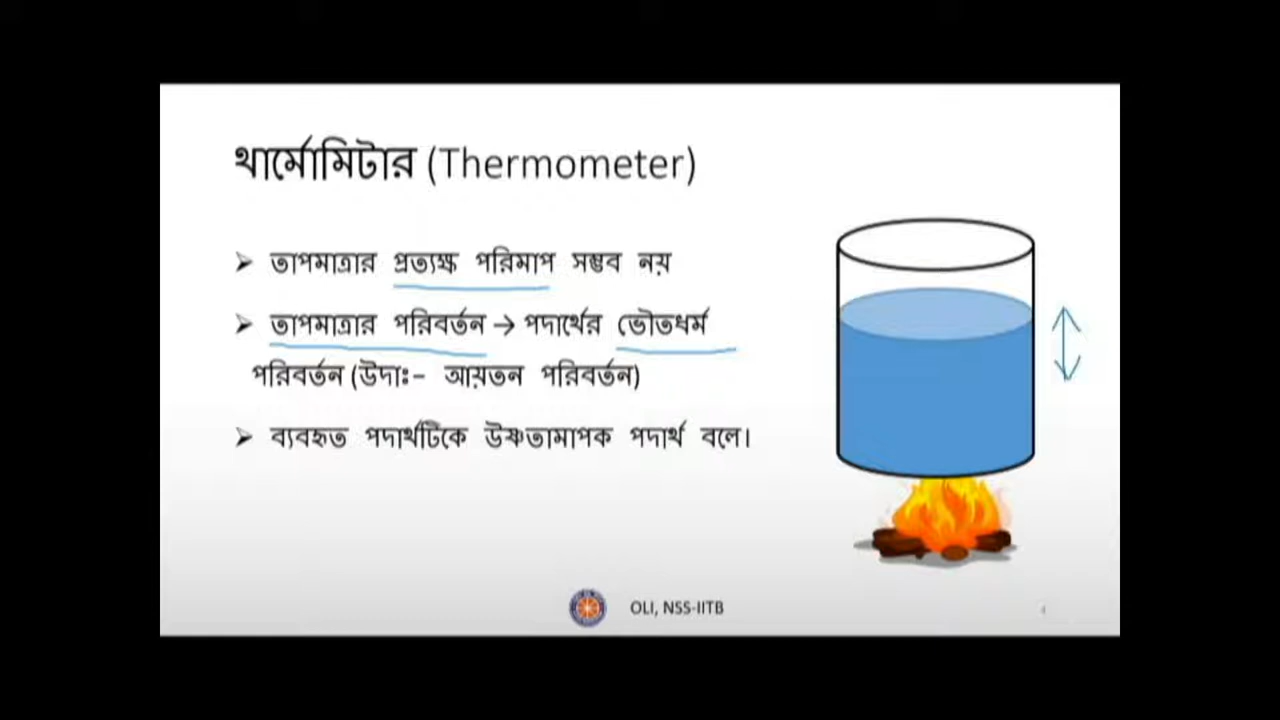 থার্মোমিটার (Thermometer)
➢ তাপমাত্রার প্রত্যক্ষ পরিমাপ সম্ভব নয়
➢ তাপমাত্রার পরিবর্তন → পদার্থের ভৌতধর্ম
পরিবর্তন (উদাঃ- আয়তন পরিবর্তন)
➢ ব্যবহৃত পদার্থটিকে উষ্ণতামাপক পদার্থ বলে।
OLI, NSS-IITB